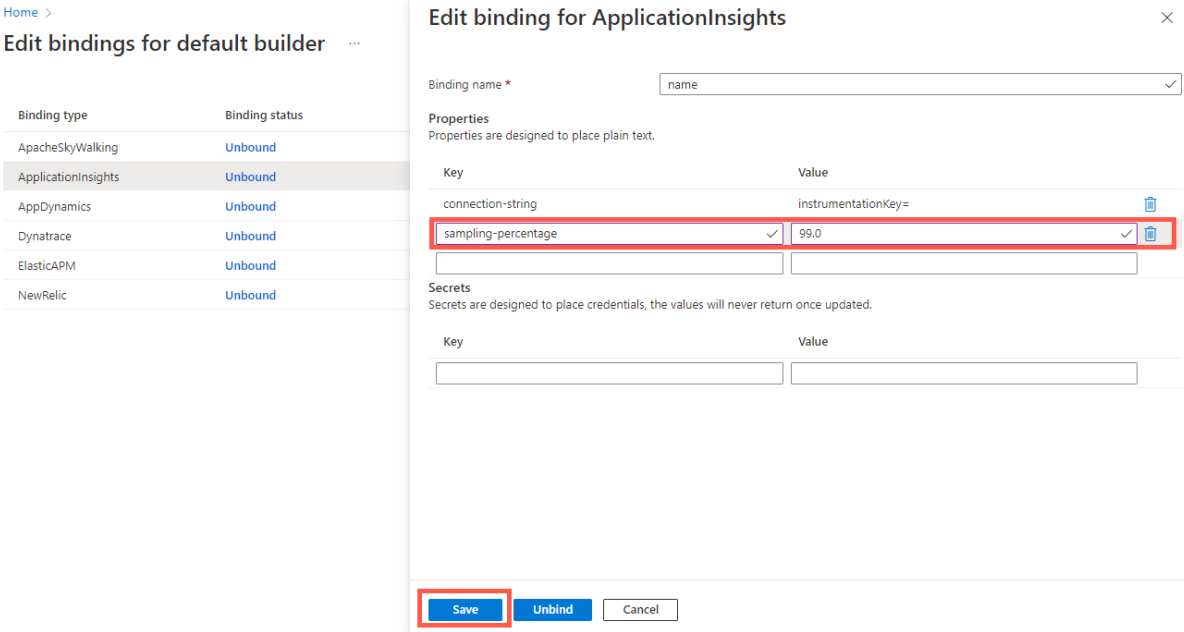 Home >
Edit bindings for default builder ...
Binding type Binding status
ApacheSkyWalking Unbound
ApplicationInsights Unbound
AppDynamics Unbound
Dynatrace Unbound
ElasticAPM Unbound
NewRelic Unbound
Edit binding for ApplicationInsights
Binding name * name
Properties
Properties are designed to place plain text.
Key Value
connection-string instrumentationKey=
sampling-percentage 99.0
Secrets
Secrets are designed to place credentials, the values will never return once updated.
Key Value
Save Unbind Cancel